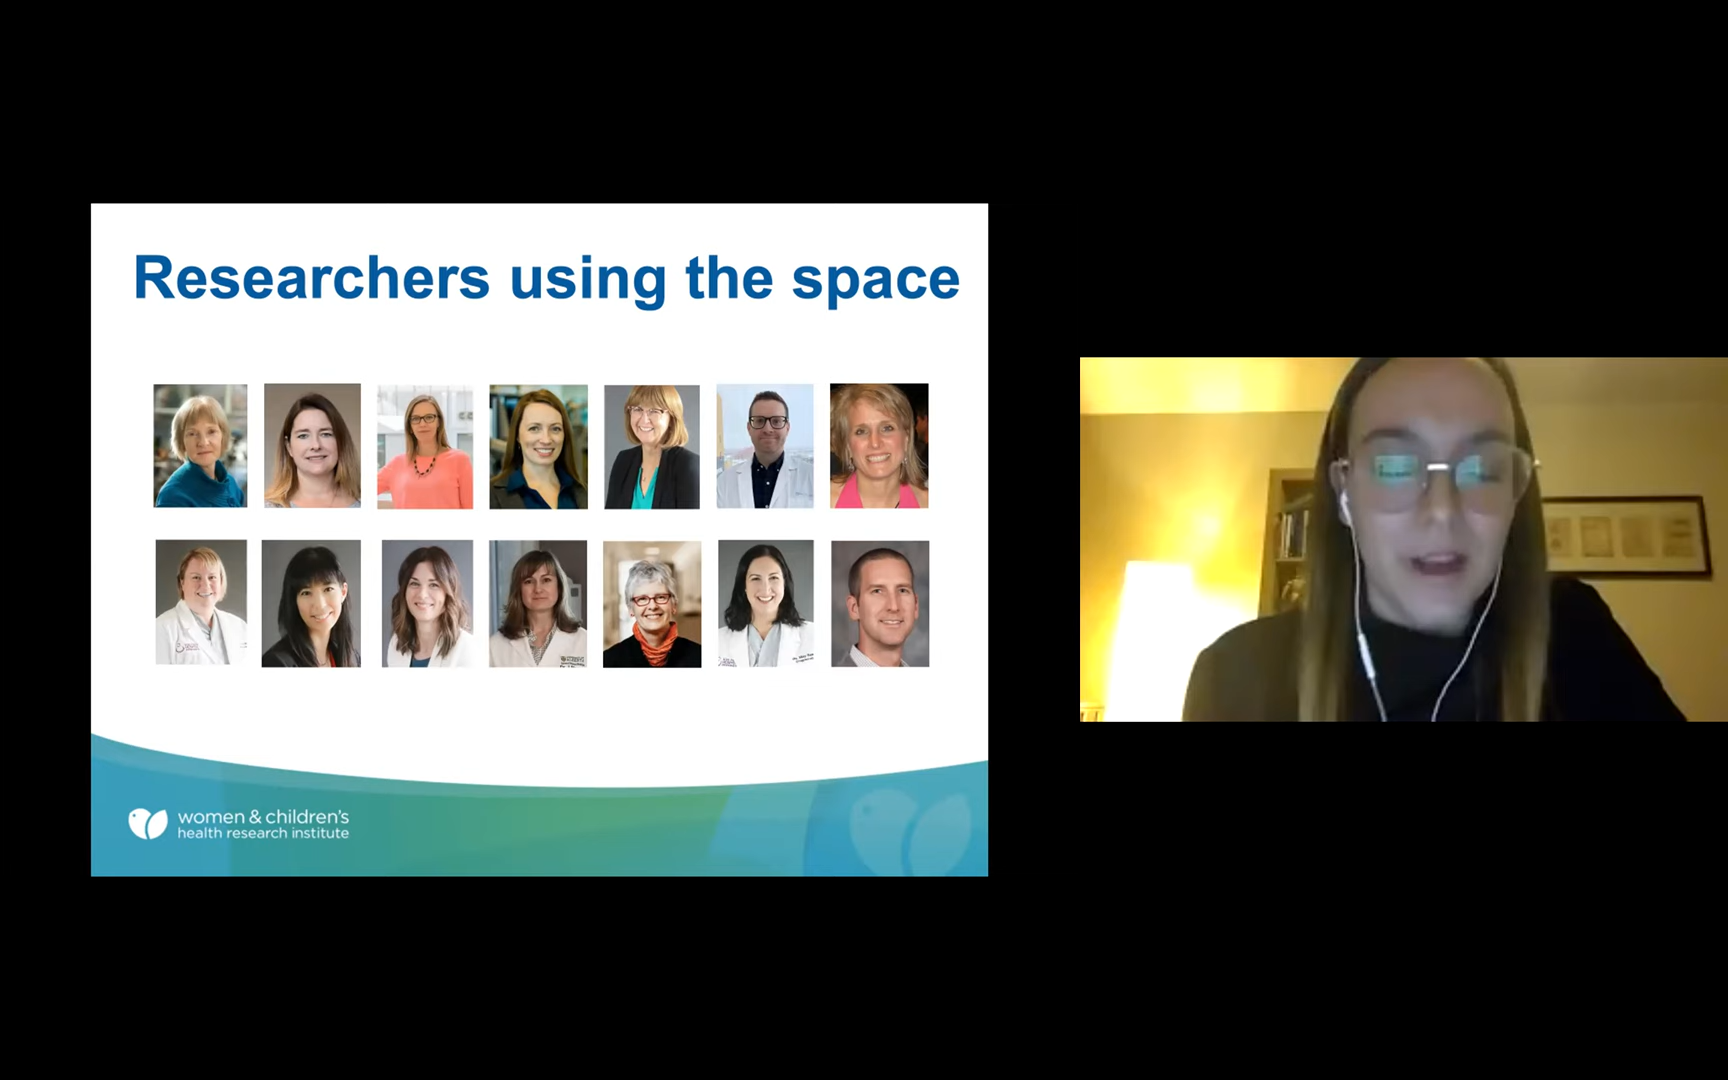 Researchers using the space
women & children's
health research institute